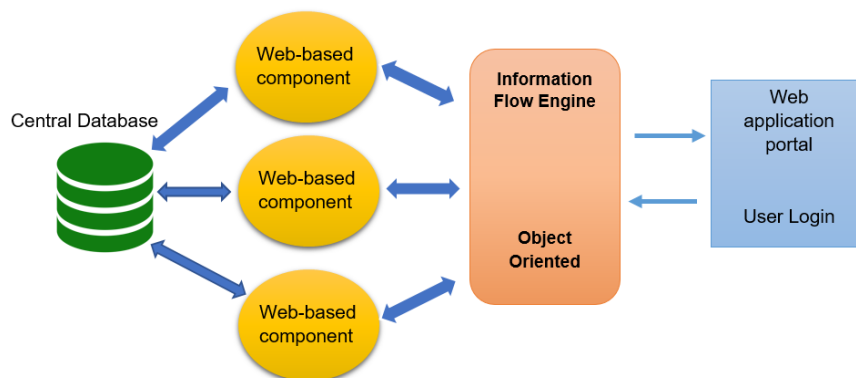 Central Database
Web-based
component
Web-based
component
Web-based
component
Information
Flow Engine
Object
Oriented
Web
application
portal
User Login